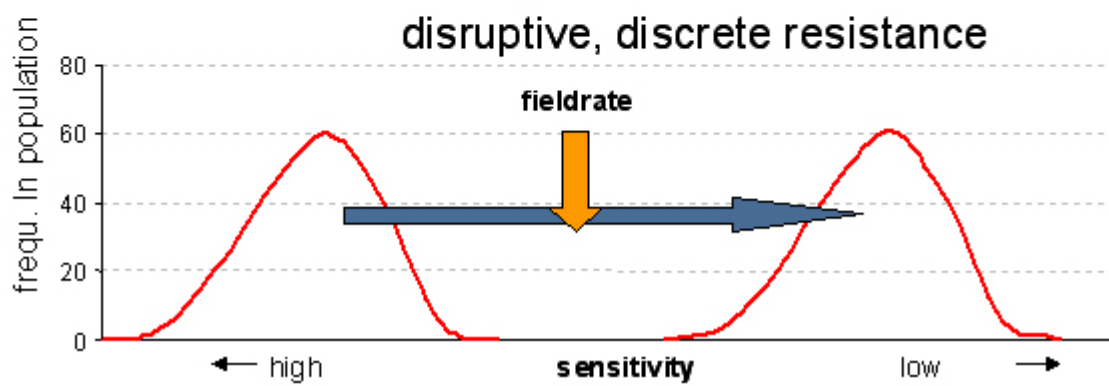 disruptive, discrete resistance
frequ. In population
80
60
40
20
0
fieldrate
high
sensitivity
low